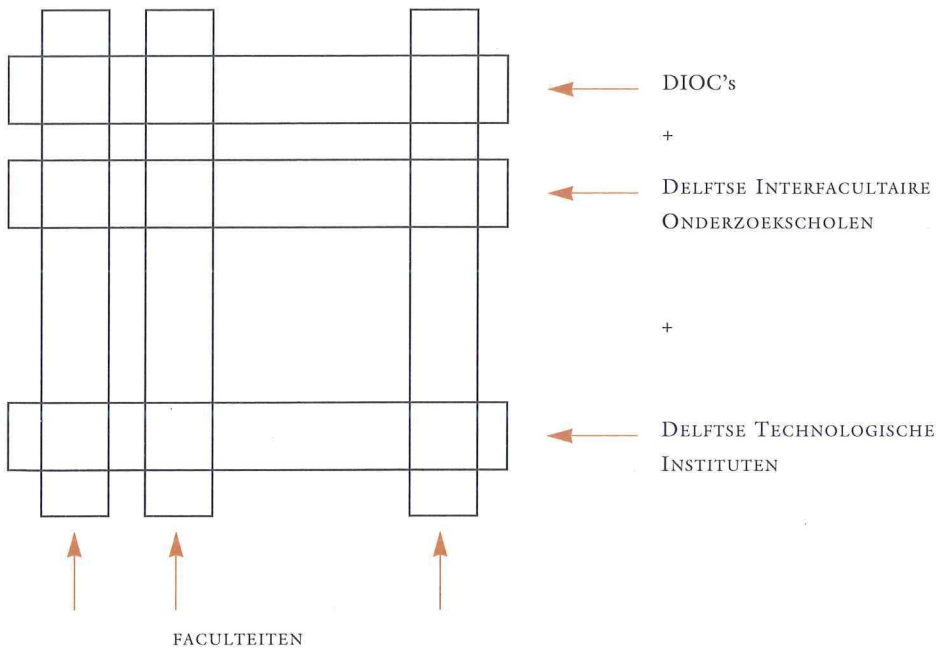 DIOC's
+
DELFTSE INTERFACULTAIRE
ONDERZOEKSCHOLEN
+
DELFTSE TECHNOLOGISCHE
INSTITUTEN
FACULTEITEN